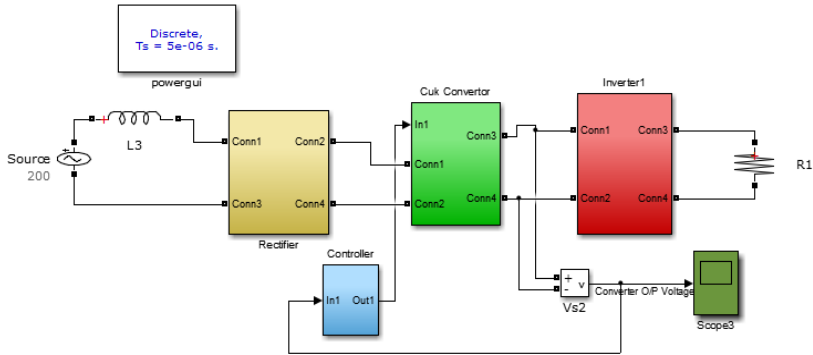 Discrete,
Ts = 5e-06 s.
powergui
Cuk Convertor
Inverter1
L3
Source
200
R1
Conn1 Conn2
Conn3 Conn4
Rectifier
In1 Conn3
Conn1
Conn2 Conn4
Conn1 Conn3
Conn2 Conn4
Controller
In1 Out1
+ v
-
Vs2
Converter O/P Voltage
Scope3